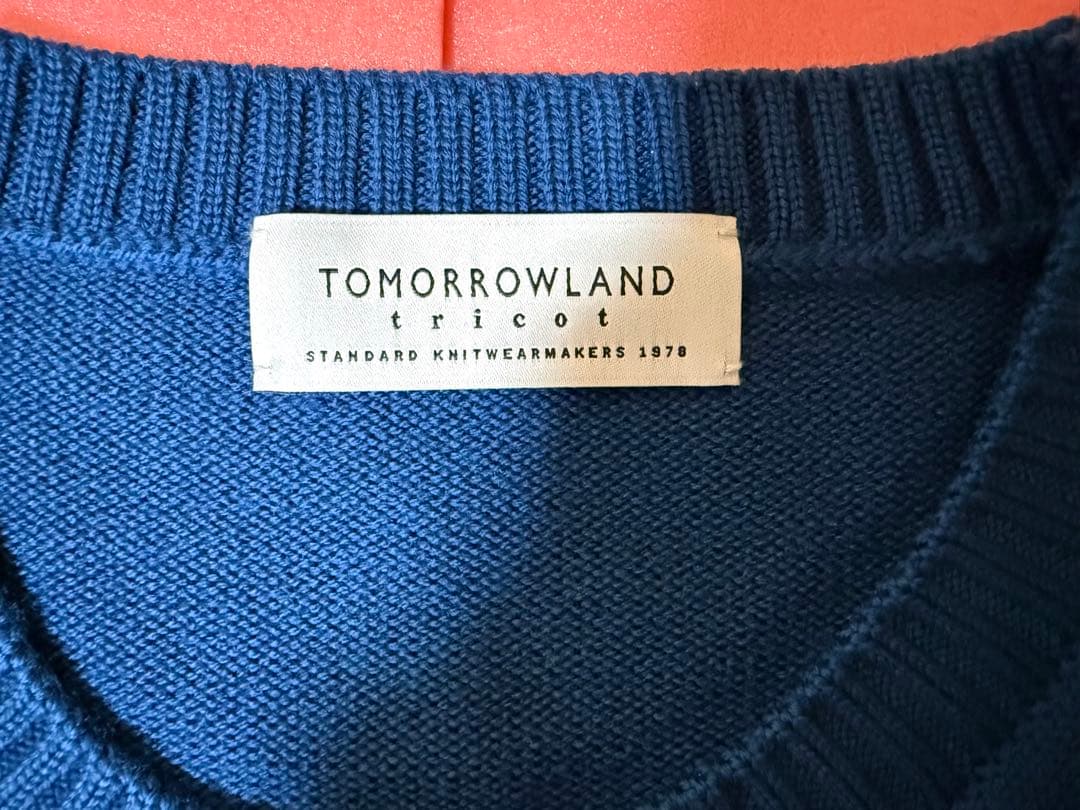 TOMORROWLAND
tricot
STANDARD KNITWEARMAKERS 1978